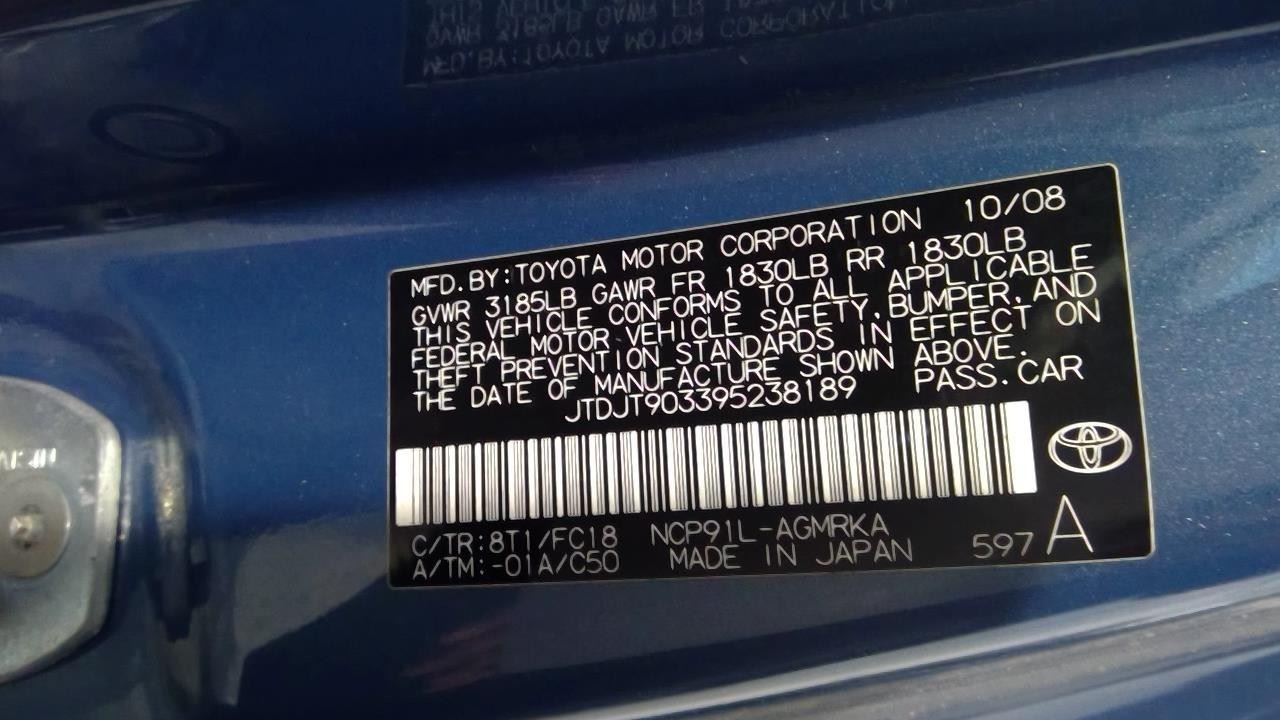 MFD. BY: TOYOTA MOTOR CORPORATION 10/08
GVWR 3185LB GAWR FR 1830LB RR 1830LB
THIS VEHICLE CONFORMS TO ALL APPLICABLE
FEDERAL MOTOR VEHICLE SAFETY, BUMPER, AND
THEFT PREVENTION STANDARDS IN EFFECT ON
THE DATE OF MANUFACTURE SHOWN ABOVE.
JTDJT903395238189 PASS. CAR
C/TR: 8T1/FC18 NCP91L-AGMRKA
A/TM: -01A/C50 MADE IN JAPAN 597 A